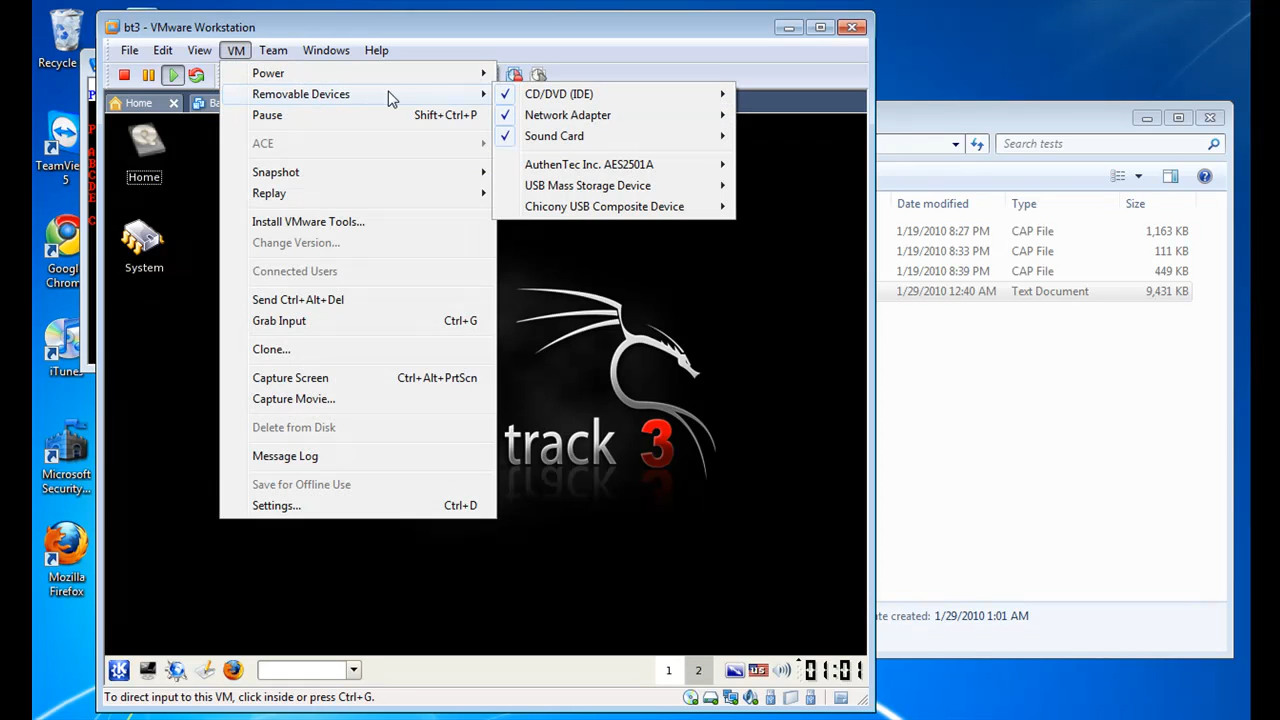 Recycle
bt3 - VMware Workstation
File Edit View VM Team Windows Help
Home
Power
Removable Devices
Pause Shift+Ctrl+P
ACE
Snapshot
Replay
Install VMware Tools...
Change Version...
Connected Users
Send Ctrl+Alt+Del
Grab Input Ctrl+G
Clone...
Capture Screen Ctrl+Alt+PrtScn
Capture Movie...
Delete from Disk
Message Log
Save for Offline Use
Settings... Ctrl+D
CD/DVD (IDE)
Network Adapter
Sound Card
AuthenTec Inc. AES2501A
USB Mass Storage Device
Chicony USB Composite Device
Home
System
TeamView
5
Google
Chrom
iTunes
Microsoft
Security...
Mozilla
Firefox
P
A
B
C
D
E
C
track 3
Search tests
Date modified Type Size
1/19/2010 8:27 PM CAP File 1,163 KB
1/19/2010 8:33 PM CAP File 111 KB
1/19/2010 8:39 PM CAP File 449 KB
1/29/2010 12:40 AM Text Document 9,431 KB
te created: 1/29/2010 1:01 AM
1 2 us 01:01
To direct input to this VM, click inside or press Ctrl+G.